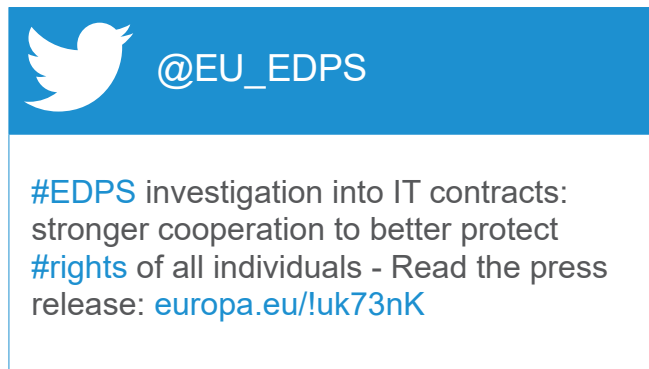 @EU_EDPS
#EDPS investigation into IT contracts:
stronger cooperation to better protect
#rights of all individuals - Read the press
release: europa.eu/!uk73nK